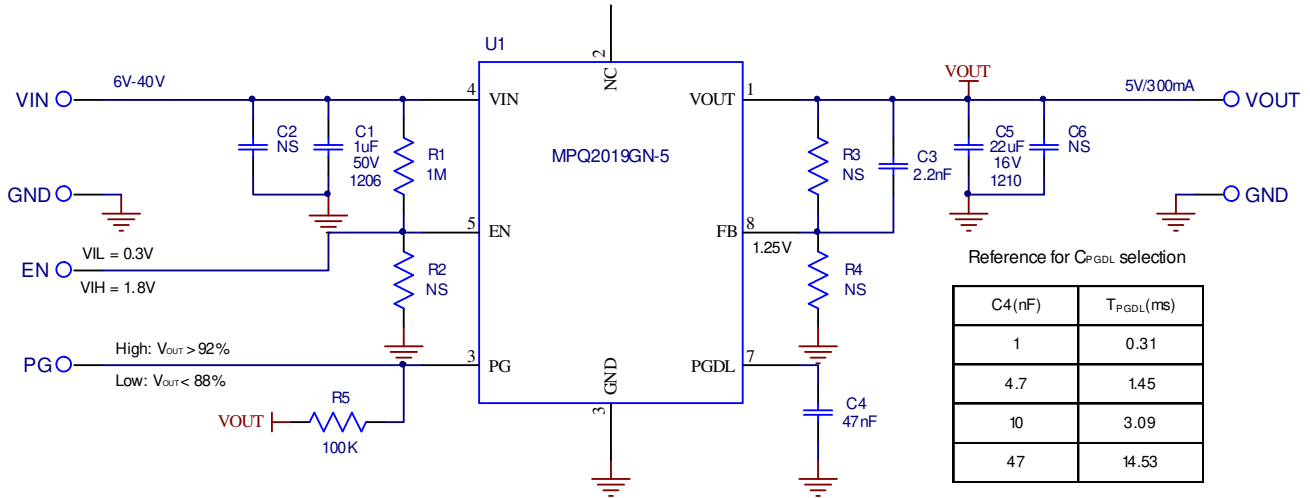 U1
MPQ2019GN-5
2
NC
VIN
6V-40V
4
VIN
C2
NS
C1
1uF
50V
1206
R1
1M
GND
5
EN
VIL = 0.3V
EN
VIH = 1.8V
R2
NS
High: VOUT > 92%
PG
3
PG
Low: VOUT < 88%
VOUT
R5
100K
GND
3
VOUT
1
VOUT
5V/300mA
VOUT
R3
NS
C3
2.2nF
C5
22uF
16V
1210
C6
NS
GND
FB
8
1.25V
R4
NS
PGDL
7
C4
47nF
Reference for CPGDL selection
C4(nF) TPGDL(ms)
1 0.31
4.7 1.45
10 3.09
47 14.53